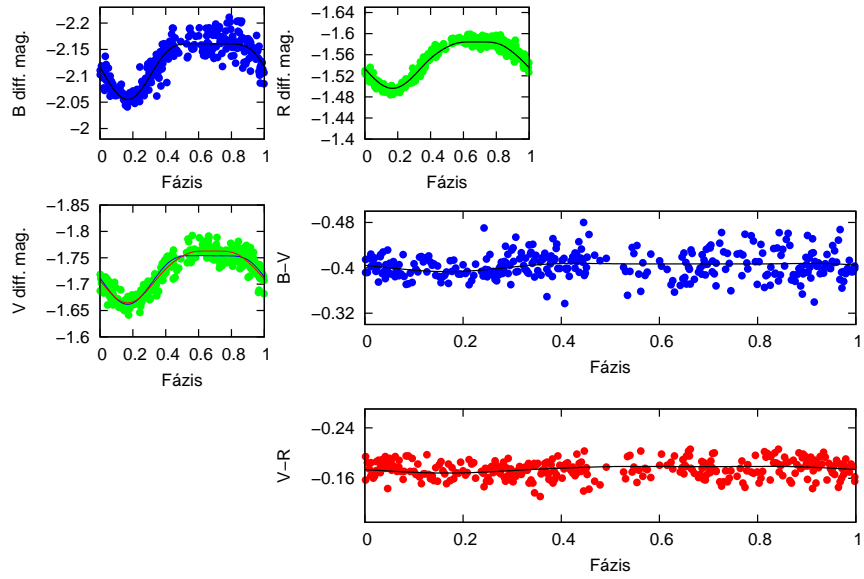 B diff. mag.
−2.2
−2.15
−2.1
−2.05
−2
0 0.2 0.4 0.6 0.8 1
Fázis
R diff. mag.
−1.64
−1.6
−1.56
−1.52
−1.48
−1.44
−1.4
0 0.2 0.4 0.6 0.8 1
Fázis
V diff. mag.
−1.85
−1.8
−1.75
−1.7
−1.65
−1.6
0 0.2 0.4 0.6 0.8 1
Fázis
B−V
−0.48
−0.4
−0.32
0 0.2 0.4 0.6 0.8 1
Fázis
V−R
−0.24
−0.16
0 0.2 0.4 0.6 0.8 1
Fázis